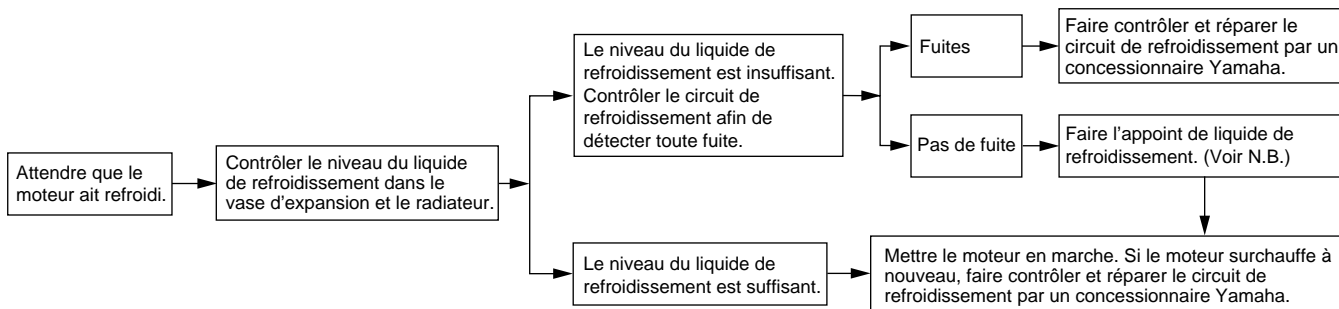 Attendre que le
moteur ait refroidi.
Contrôler le niveau du liquide
de refroidissement dans le
vase d'expansion et le radiateur.
Le niveau du liquide de
refroidissement est insuffisant.
Contrôler le circuit de
refroidissement afin de
détecter toute fuite.
Fuites
Faire contrôler et réparer le
circuit de refroidissement par un
concessionnaire Yamaha.
Pas de fuite
Faire l'appoint de liquide de
refroidissement. (Voir N.B.)
Le niveau du liquide de
refroidissement est suffisant.
Mettre le moteur en marche. Si le moteur surchauffe à
nouveau, faire contrôler et réparer le circuit de
refroidissement par un concessionnaire Yamaha.